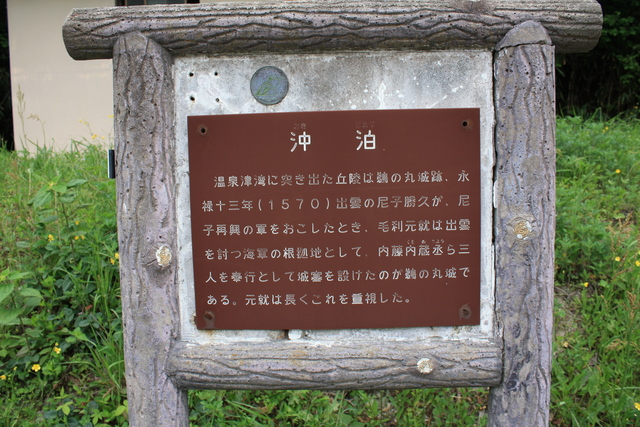 沖泊
温泉津湾に突き出た丘陵は鵜の丸城跡、永
禄十三年(1570)出雲の尼子勝久が、尼
子再興の軍をおこしたとき、毛利元就は出雲
を討つ海軍の根拠地として、内藤内蔵丞ら三
人を奉行として城塞を設けたのが鵜の丸城で
ある。元就は長くこれを重視した。